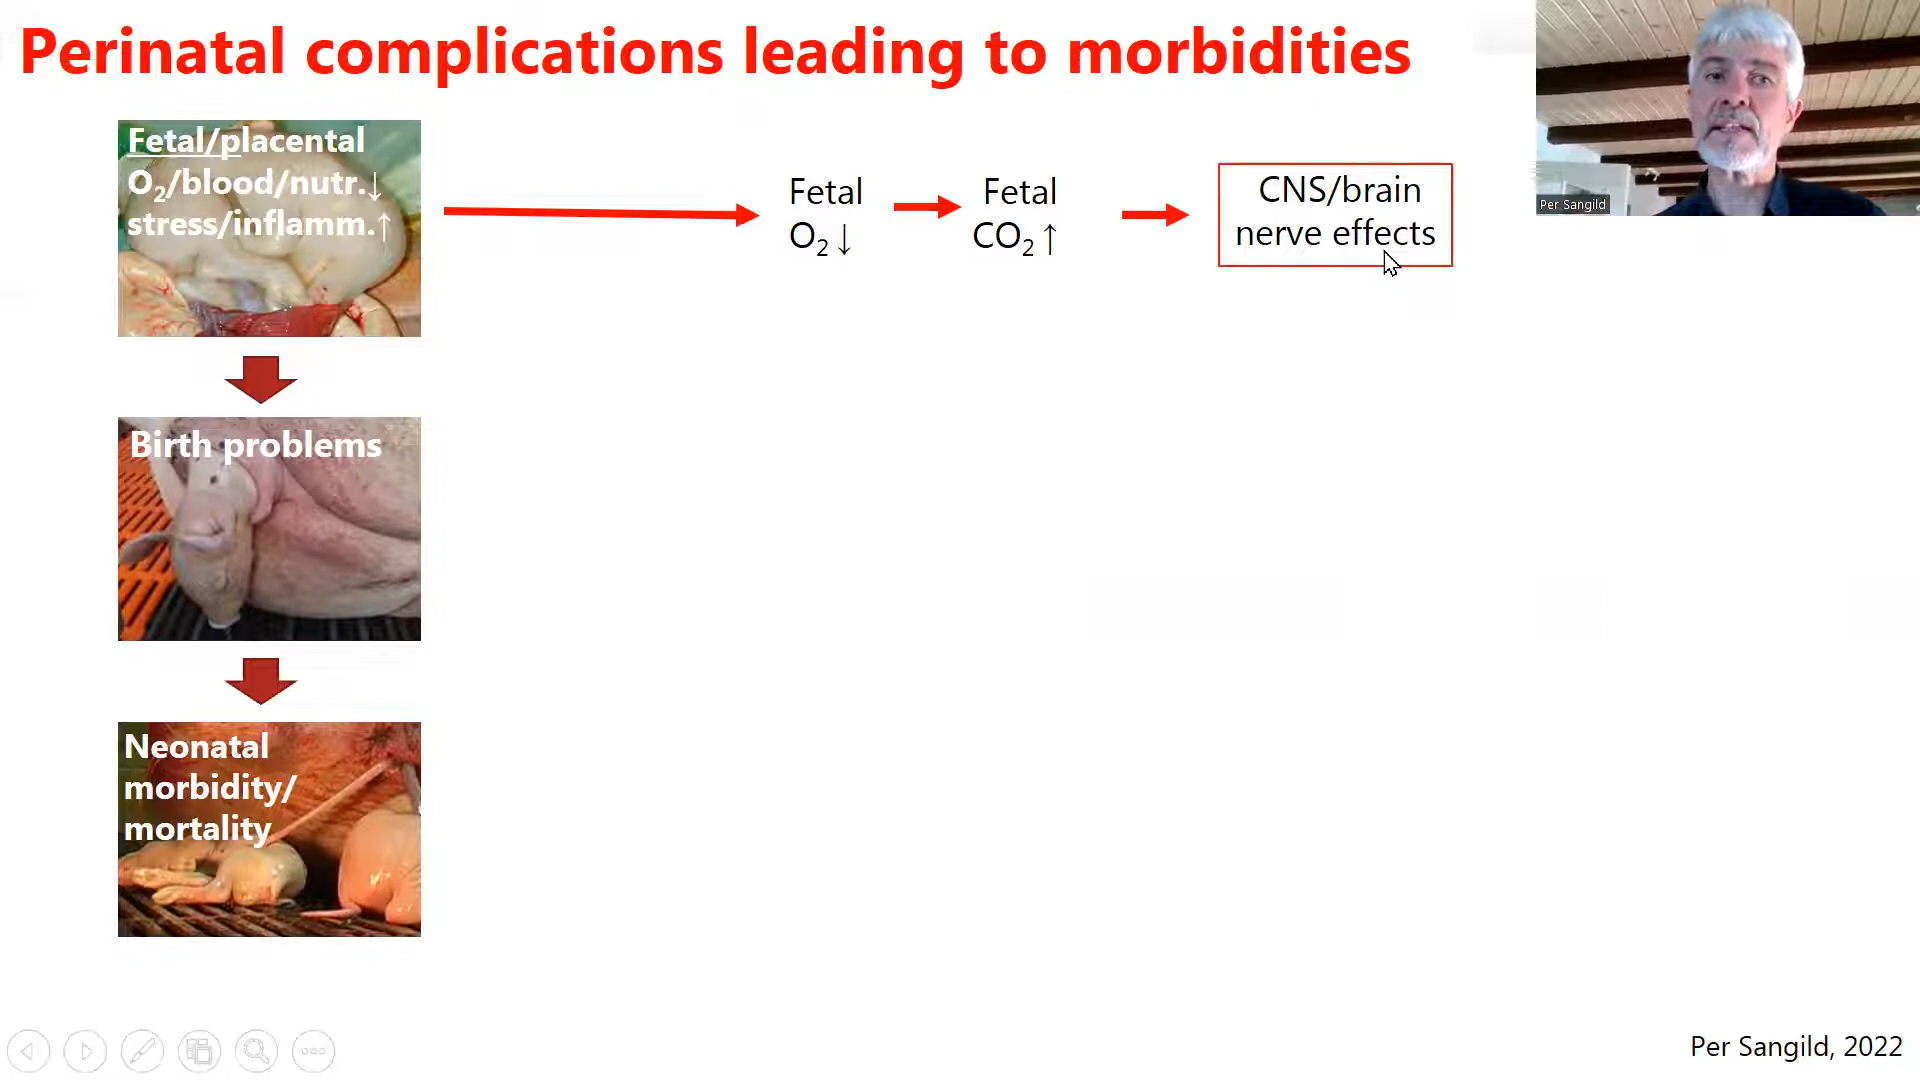 Perinatal complications leading to morbidities
Per Sangild
Fetal/placental
O₂/blood/nutr.↓
stress/inflamm.↑
Fetal
O₂ ↓
Fetal
CO₂ ↑
CNS/brain
nerve effects
Birth problems
Neonatal
morbidity/
mortality
Per Sangild, 2022